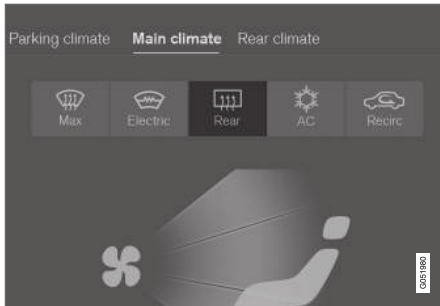 Parking climate Main climate Rear climate
Max Electric Rear AC Recirc
G051980